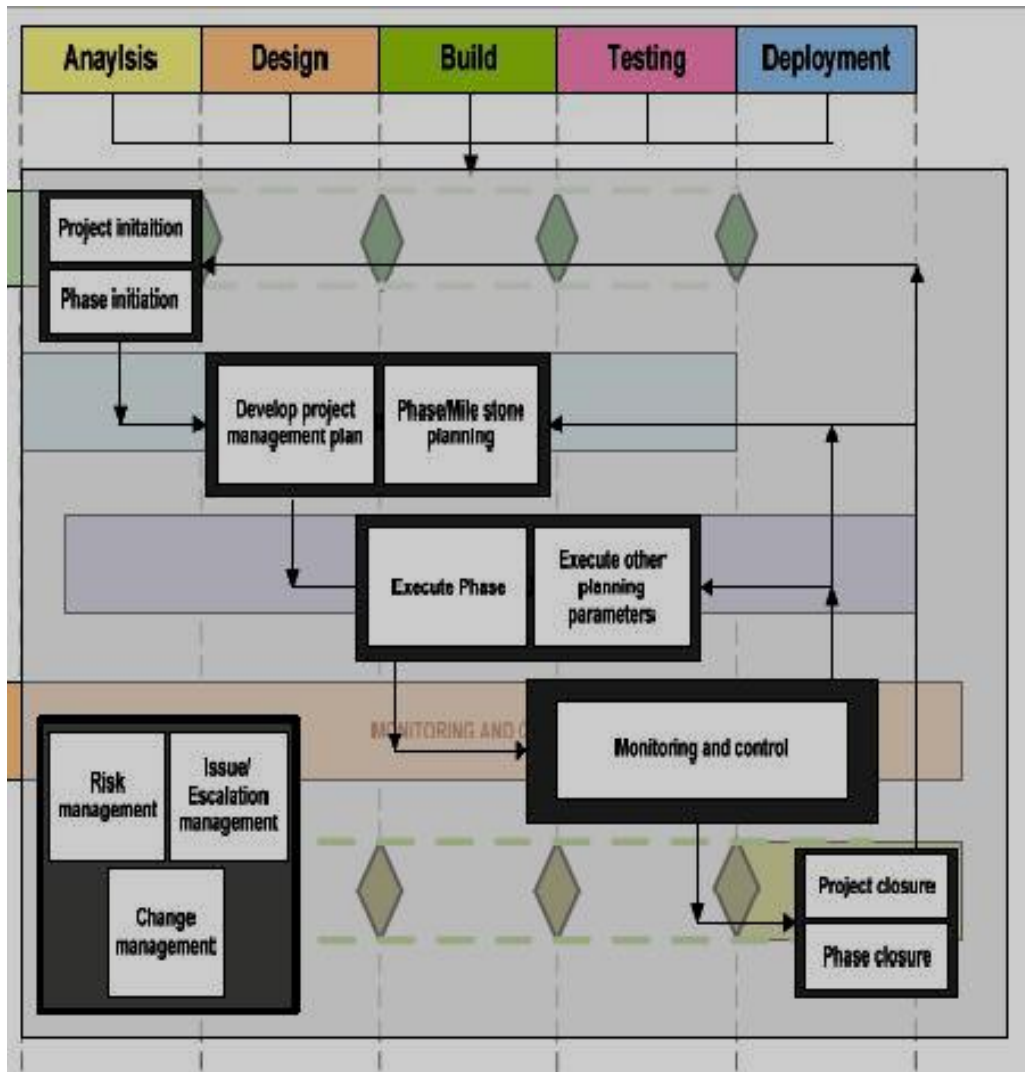 Anaylsis
Design
Build
Testing
Deployment
Project initaition
Phase initiation
Develop project
management plan
Phase/Mile stone
planning
Execute Phase
Execute other
planning
parameters
MONITORING AND
Monitoring and control
Risk
management
Issue/
Escalation
management
Change
management
Project closure
Phase closure